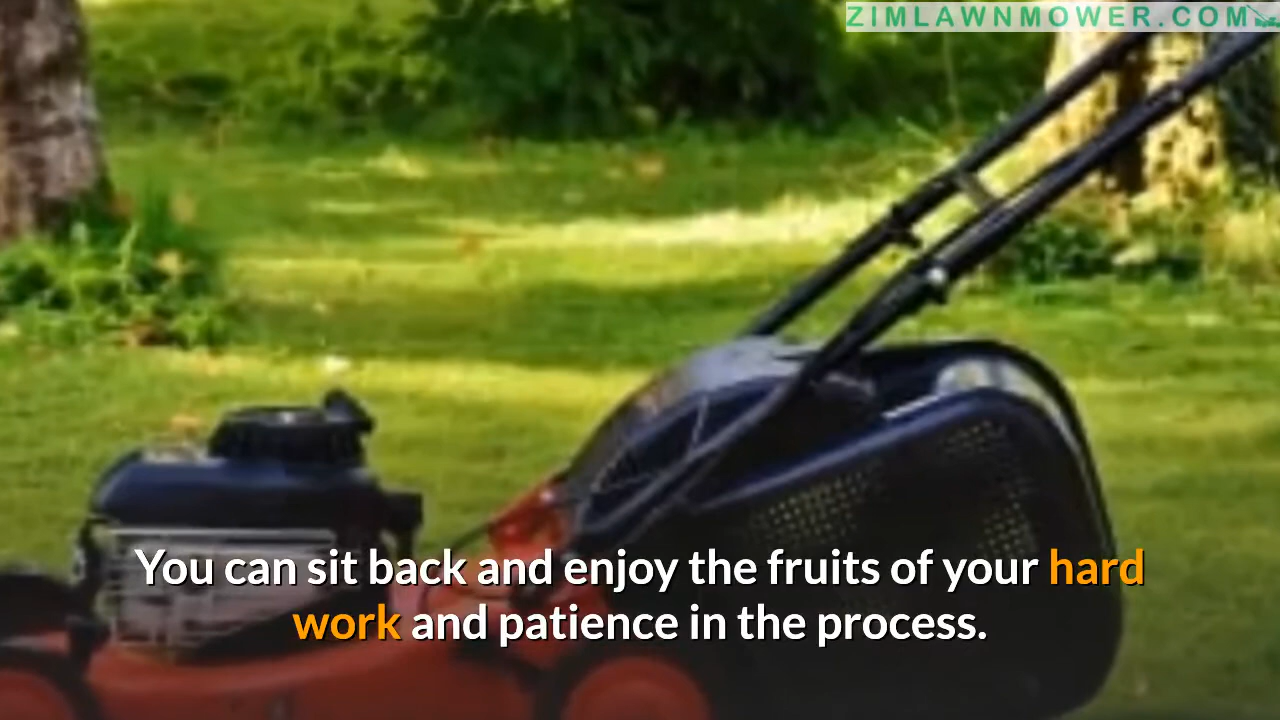 ZIMLAWNMOWER.COM
You can sit back and enjoy the fruits of your hard
work and patience in the process.